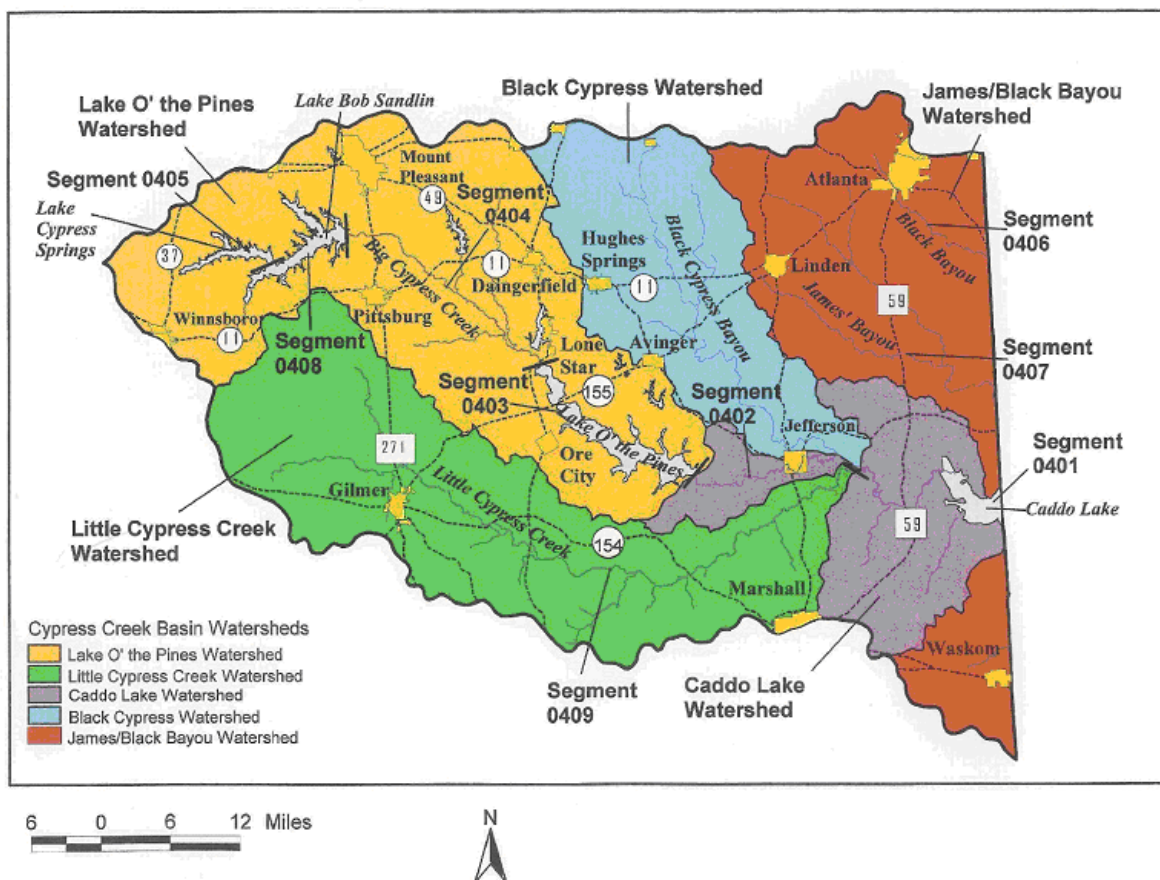 Black Cypress Watershed
James/Black Bayou
Watershed
Lake O' the Pines
Watershed
Lake Bob Sandlin
Segment 0405
Lake
Cypress
Springs
Mount
Pleasant
49
Segment
0404
Atlanta
Segment
0406
Black Bayou
37
Big Cypress Creek
11
Daingerfield
Hughes
Springs
11
Black Cypress Bayou
Linden
59
James' Bayou
Winnsboro
11
Pittsburg
Segment
0408
Lone
Star
Avinger
Segment
0407
Segment
0403
155
Segment
0402
Lake O' the Pines
Jefferson
Segment
0401
Caddo Lake
271
Ore
City
Gilmer
Little Cypress Creek
59
154
Little Cypress Creek
Watershed
Marshall
Waskom
Segment
0409
Caddo Lake
Watershed
Cypress Creek Basin Watersheds
Lake O' the Pines Watershed
Little Cypress Creek Watershed
Caddo Lake Watershed
Black Cypress Watershed
James/Black Bayou Watershed
6 0 6 12 Miles
N